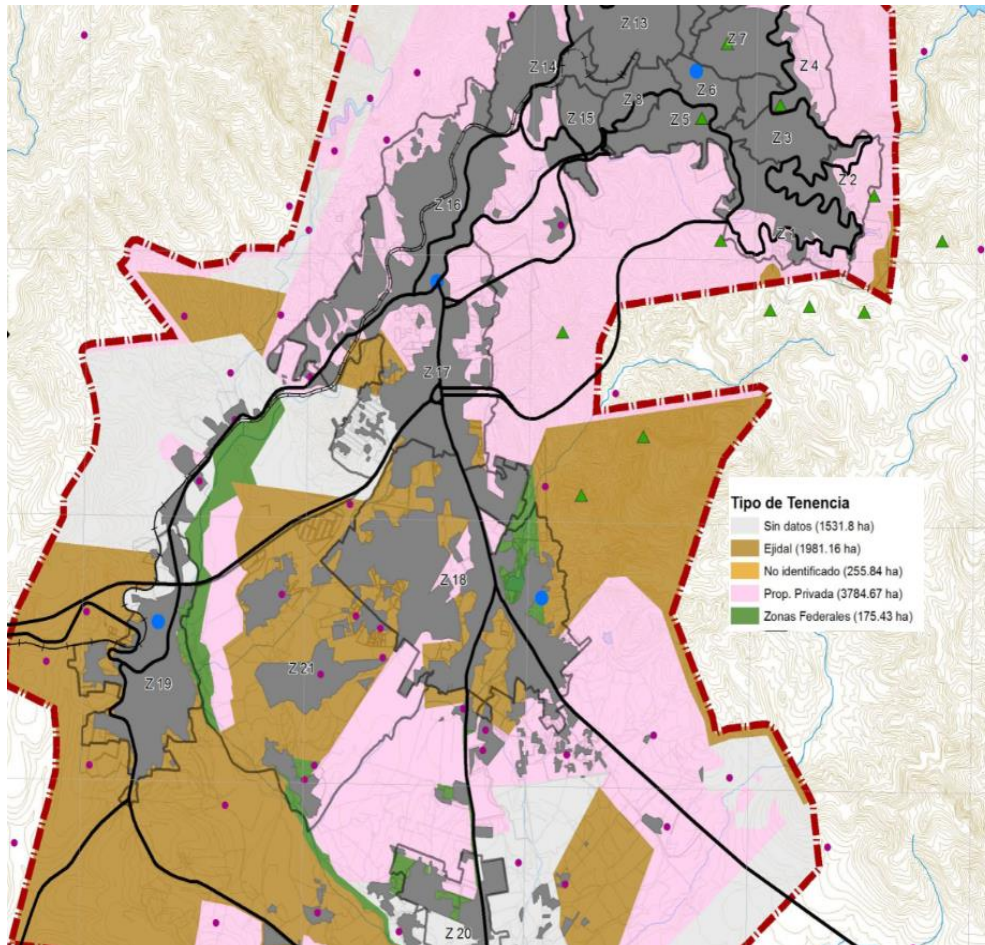 Z 13
Z 7
Z 14
Z 4
Z 6
Z 8
Z 15
Z 5
Z 3
Z 2
Z 16
Z 17
Tipo de Tenencia
Sin datos (1531.8 ha)
Ejidal (1981.16 ha)
No identificado (255.84 ha)
Prop. Privada (3784.67 ha)
Zonas Federales (175.43 ha)
Z 18
Z 21
Z 19
Z 20